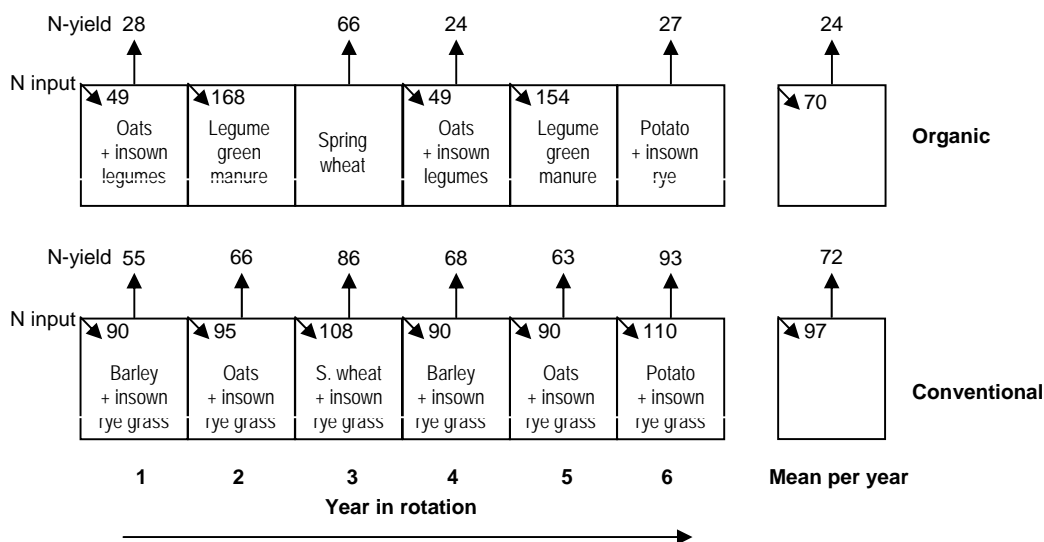 N-yield 28 66 24 27 24
N input
49 168 49 154 70
Oats + insown legumes
Legume green manure
Spring wheat
Oats + insown legumes
Legume green manure
Potato + insown rye
Organic
N-yield 55 66 86 68 63 93 72
N input
90 95 108 90 90 110 97
Barley + insown rye grass
Oats + insown rye grass
S. wheat + insown rye grass
Barley + insown rye grass
Oats + insown rye grass
Potato + insown rye grass
Conventional
1 2 3 4 5 6 Mean per year
Year in rotation